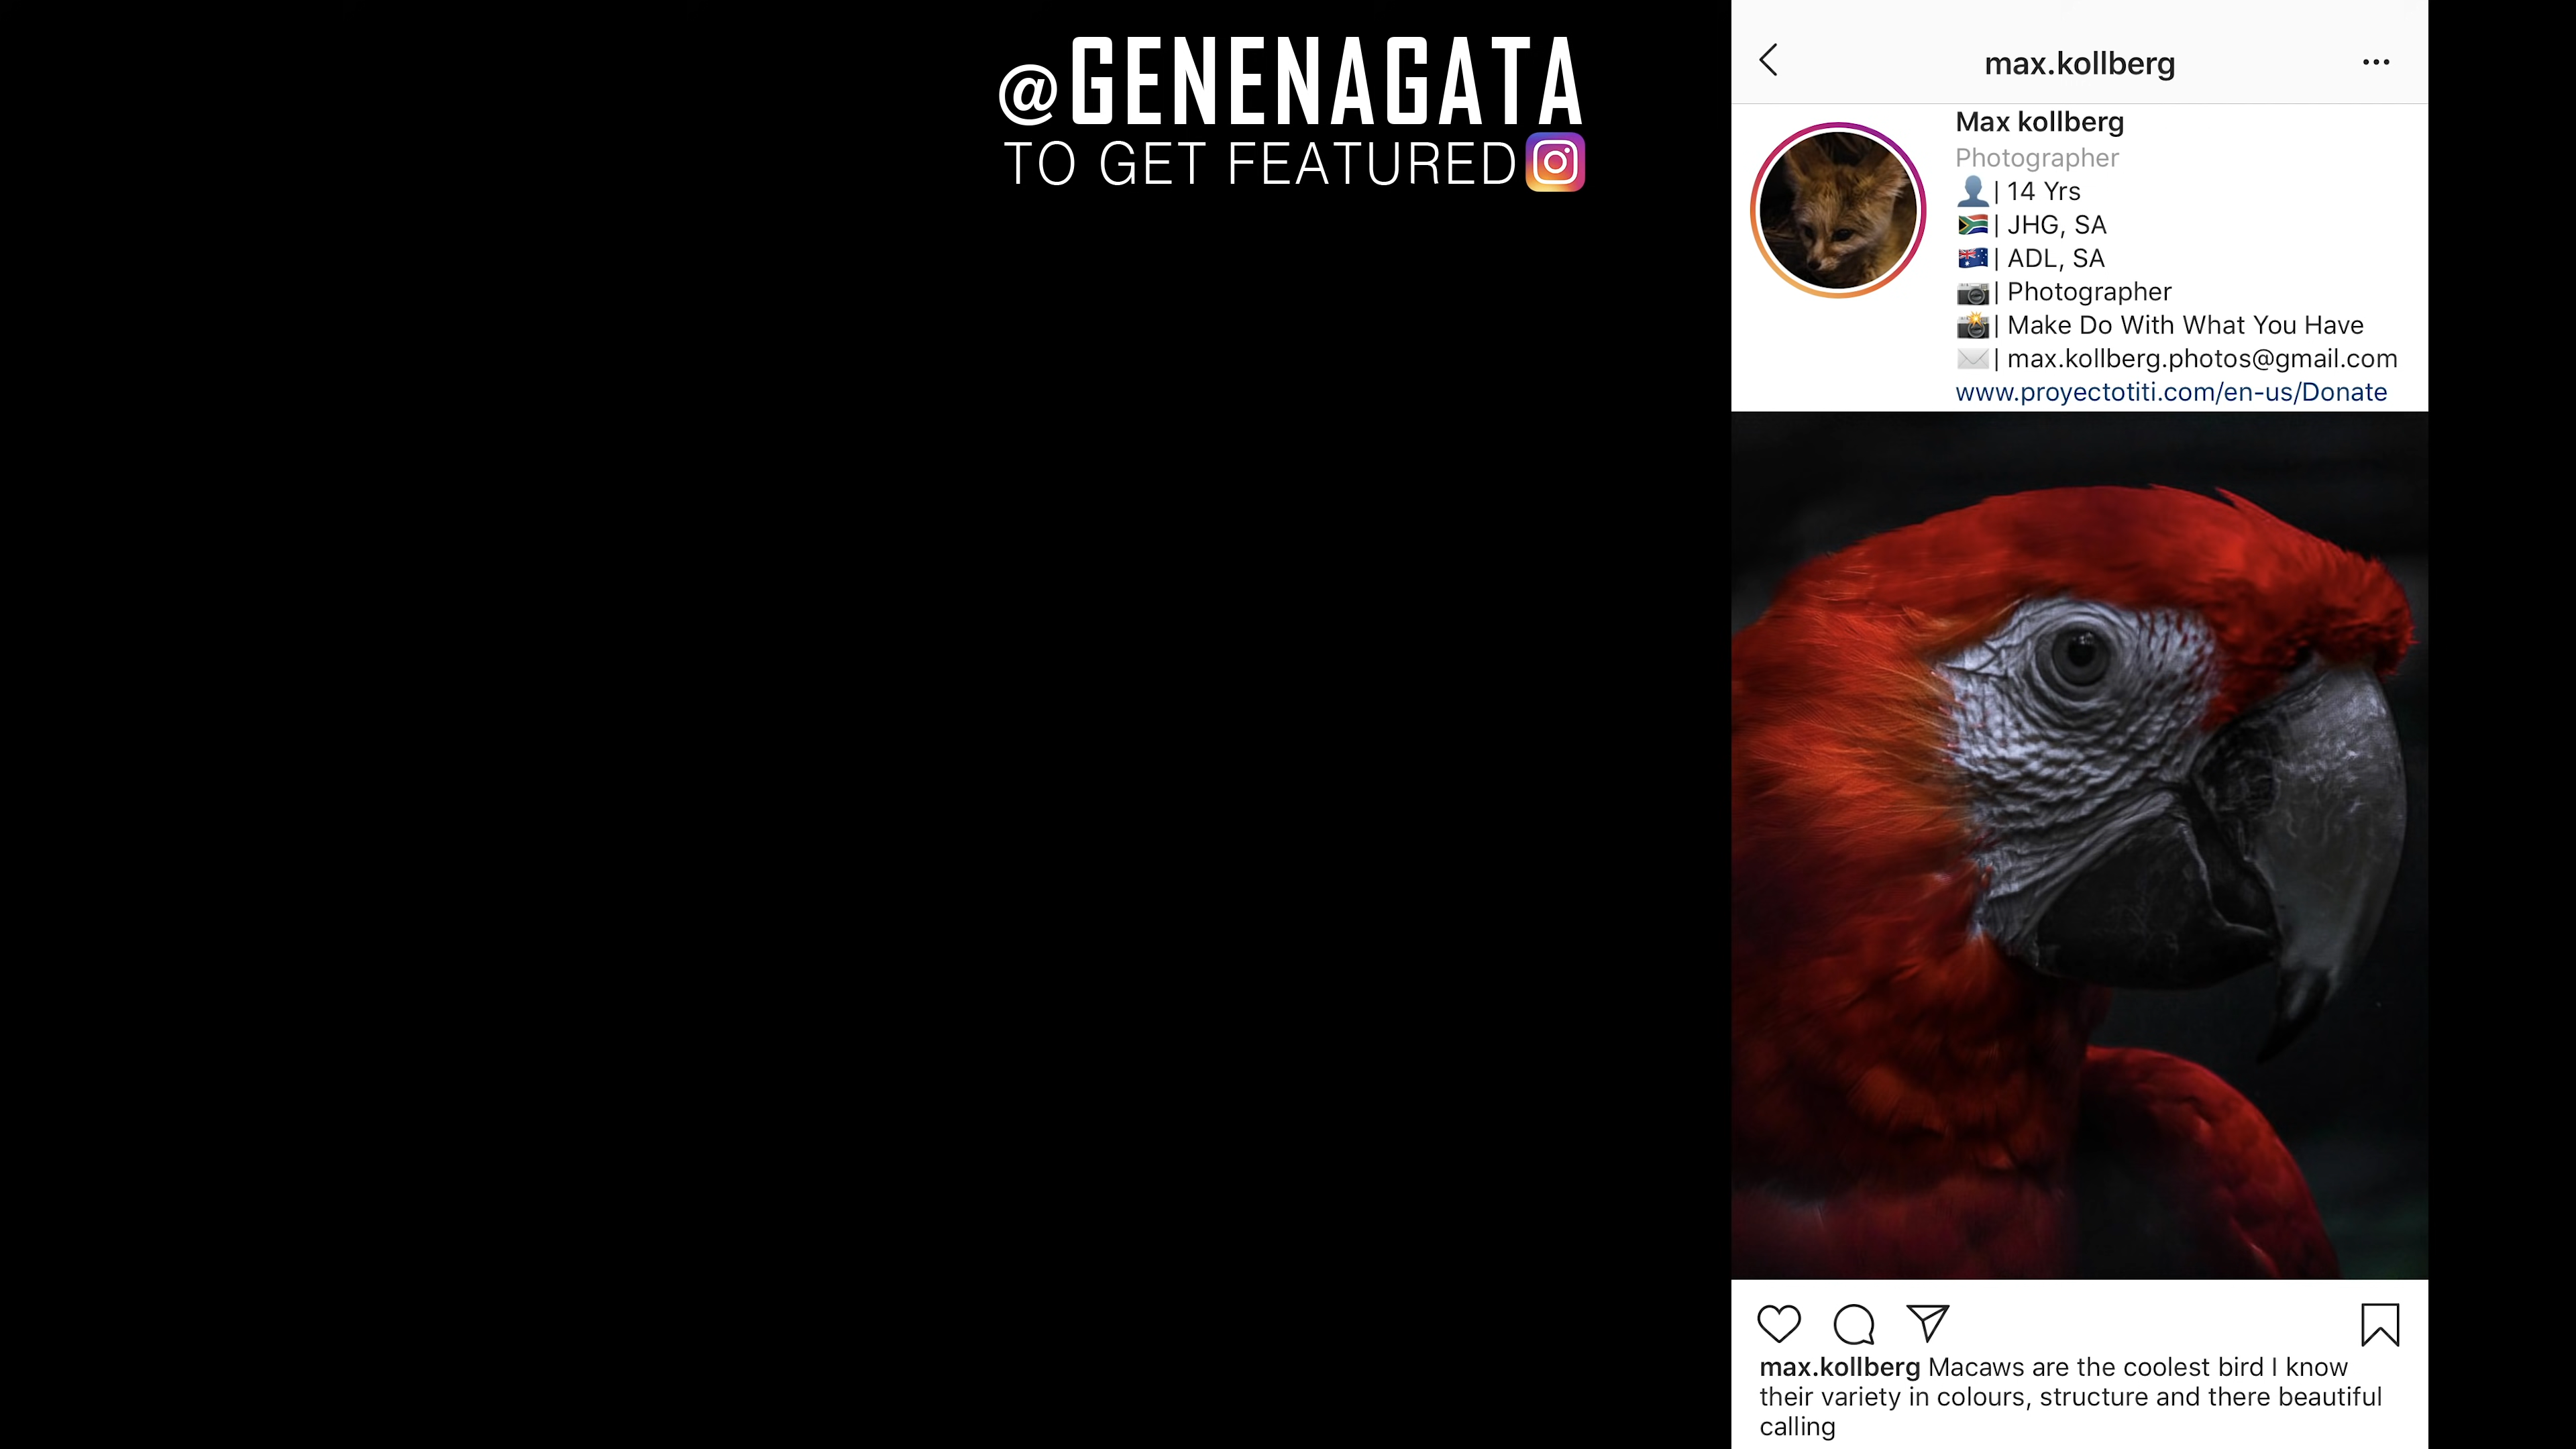 @GENENAGATA
TO GET FEATURED
max.kollberg
Max kollberg
Photographer
👤| 14 Yrs
🇿🇦| JHG, SA
🇦🇺| ADL, SA
📷| Photographer
📸| Make Do With What You Have
✉️| max.kollberg.photos@gmail.com
www.proyectotiti.com/en-us/Donate
max.kollberg Macaws are the coolest bird I know
their variety in colours, structure and there beautiful
calling